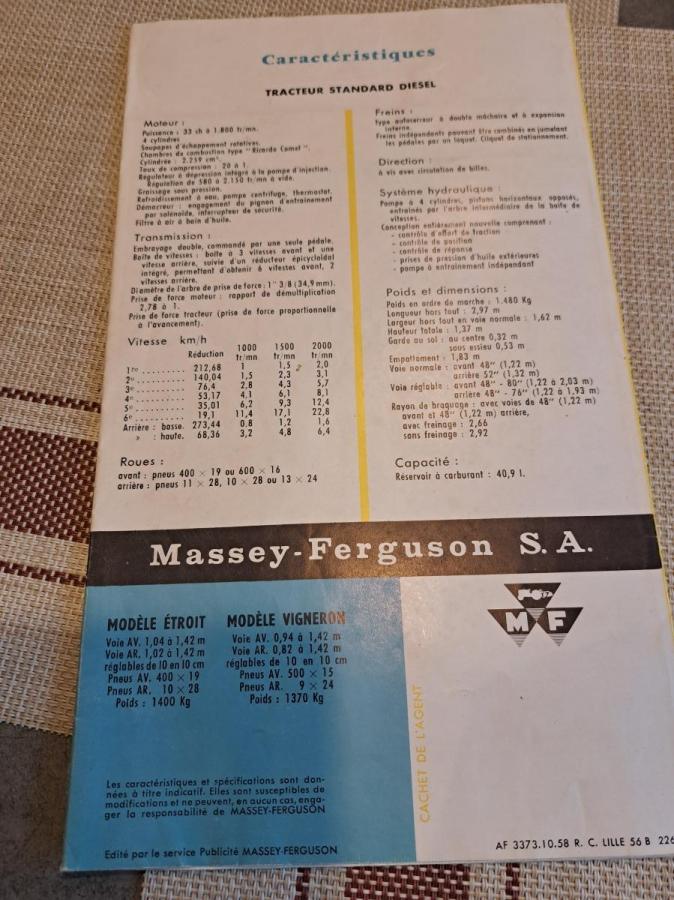 Caractéristiques
TRACTEUR STANDARD DIESEL
Moteur :
Puissance : 33 ch à 1.800 tr/mn.
4 cylindres
Soupapes d'échappement rotatives.
Chambres de combustion type "Ricardo Comet".
Cylindrée : 2.259 cm³.
Taux de compression : 20 à 1.
Régulateur à dépression intégré à la pompe d'injection.
Régulation de 580 à 2.150 tr/mn à vide.
Graissage sous pression.
Refroidissement à eau, pompe centrifuge, thermostat.
Démarreur : engagement du pignon d'entraînement
par solénoïde, interrupteur de sécurité.
Filtre à air à bain d'huile.
Transmission :
Embrayage double, commandé par une seule pédale.
Boîte de vitesses : boîte à 3 vitesses avant et une
vitesse arrière, suivie d'un réducteur épicycloïdal
intégré, permettant d'obtenir 6 vitesses avant, 2
vitesses arrière.
Diamètre de l'arbre de prise de force : 1" 3/8 (34,9 mm).
Prise de force moteur : rapport de démultiplication
2,78 à 1.
Prise de force tracteur (prise de force proportionnelle
à l'avancement).
Vitesse km/h
Réduction 1000 tr/mn 1500 tr/mn 2000 tr/mn
1re .......... 212,68 1 1,5 2,0
2e .......... 140,04 1,5 2,3 3,1
3e .......... 76,4 2,8 4,3 5,7
4e .......... 53,17 4,1 6,1 8,1
5e .......... 35,01 6,2 9,3 12,4
6e .......... 19,1 11,4 17,1 22,8
Arrière : basse. 273,44 0,8 1,2 1,6
» : haute. 68,36 3,2 4,8 6,4
Roues :
avant : pneus 400 × 19 ou 600 × 16
arrière : pneus 11 × 28, 10 × 28 ou 13 × 24
Freins :
Type autoserreur à double mâchoire et à expansion
interne.
Freins indépendants pouvant être combinés en jumelant
les pédales par un loquet. Cliquet de stationnement.
Direction :
à vis avec circulation de billes.
Système hydraulique :
Pompe à 4 cylindres, pistons horizontaux opposés,
entraînés par l'arbre intermédiaire de la boîte de
vitesses.
Conception entièrement nouvelle comprenant :
- contrôle d'effort de traction
- contrôle de position
- contrôle de réponse
- prises de pression d'huile extérieures
- pompe à entraînement indépendant
Poids et dimensions :
Poids en ordre de marche : 1.480 Kg
Longueur hors tout : 2,97 m
Largeur hors tout en voie normale : 1,62 m
Hauteur totale : 1,37 m
Garde au sol : au centre 0,32 m
sous essieu 0,53 m
Empattement : 1,83 m
Voie normale : avant 48" (1,22 m)
arrière 52" (1,32 m)
Voie réglable : avant 48" - 80" (1,22 à 2,03 m)
arrière 48" - 76" (1,22 à 1,93 m)
Rayon de braquage : avec voies de 48" (1,22 m)
avant et 48" (1,22 m) arrière,
avec freinage : 2,66
sans freinage : 2,92
Capacité :
Réservoir à carburant : 40,9 l.
Massey-Ferguson S. A.
MODÈLE ÉTROIT
Voie AV. 1,04 à 1,42 m
Voie AR. 1,02 à 1,42 m
réglables de 10 en 10 cm
Pneus AV. 400 × 19
Pneus AR. 10 × 28
Poids : 1400 Kg
MODÈLE VIGNERON
Voie AV. 0,94 à 1,42 m
Voie AR. 0,82 à 1,42 m
réglables de 10 en 10 cm
Pneus AV. 500 × 15
Pneus AR. 9 × 24
Poids : 1370 Kg
MF
CACHET DE L'AGENT
Les caractéristiques et spécifications sont don-
nées à titre indicatif. Elles sont susceptibles de
modifications et ne peuvent, en aucun cas, enga-
ger la responsabilité de MASSEY-FERGUSON
Edité par le service Publicité MASSEY-FERGUSON
AF 3373.10.58 R. C. LILLE 56 B 226